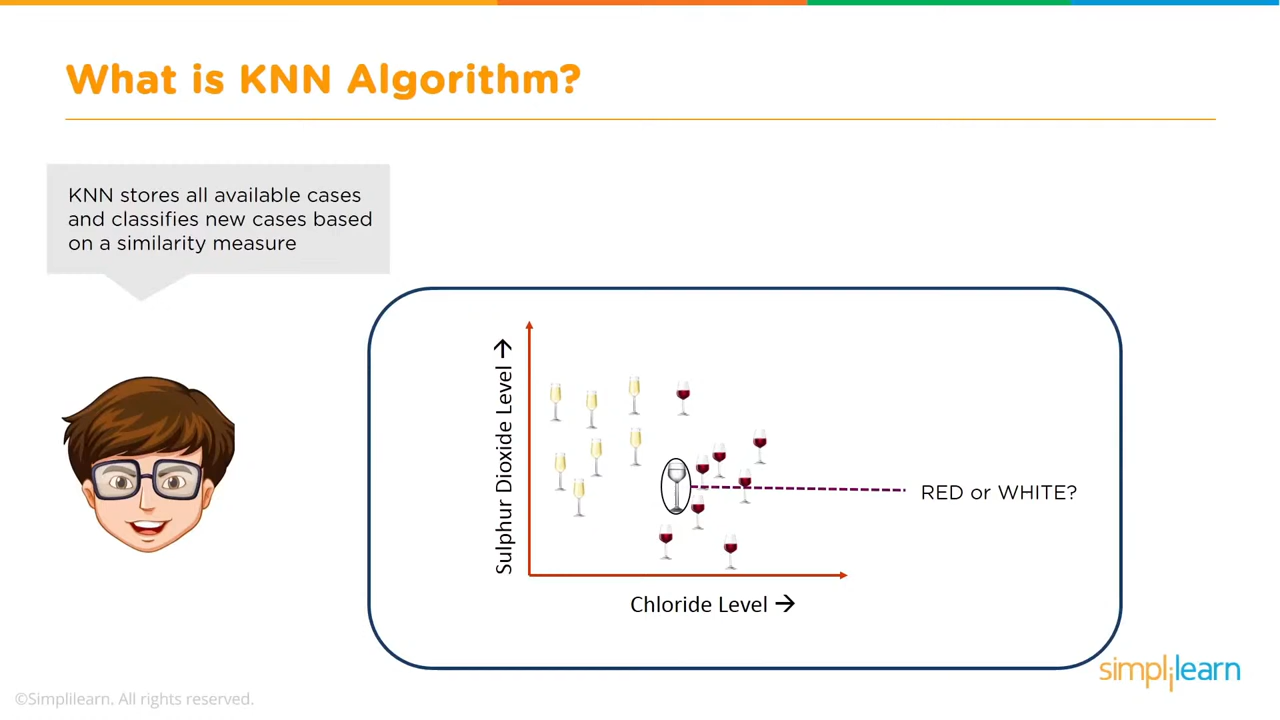 What is KNN Algorithm?
KNN stores all available cases
and classifies new cases based
on a similarity measure
Sulphur Dioxide Level →
RED or WHITE?
Chloride Level →
simplilearn
©Simplilearn. All rights reserved.